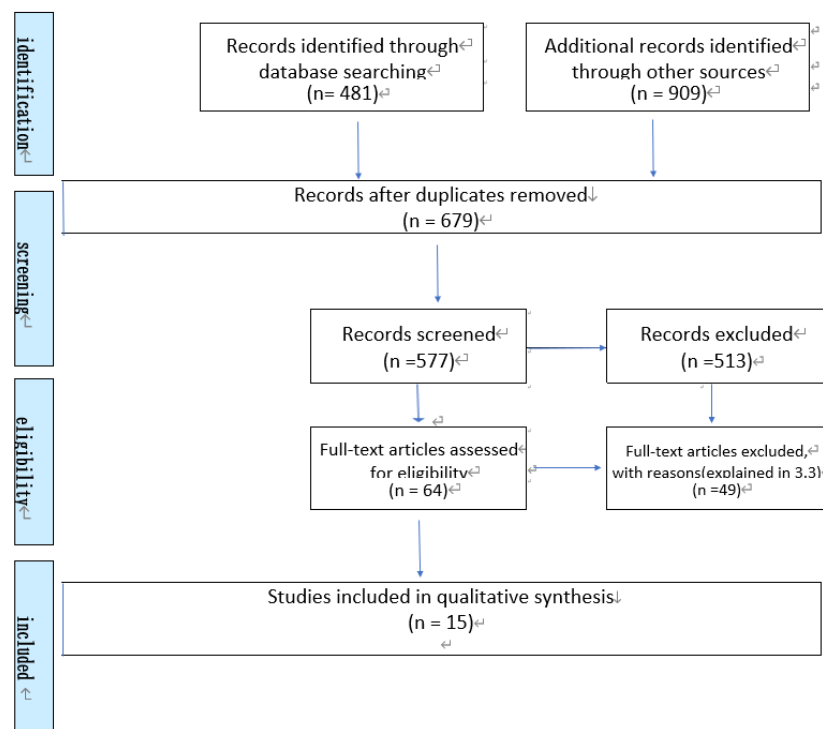 identification
Records identified through
database searching
(n= 481)
Additional records identified
through other sources
(n = 909)
screening
Records after duplicates removed
(n = 679)
Records screened
(n =577)
Records excluded
(n =513)
eligibility
Full-text articles assessed
for eligibility
(n = 64)
Full-text articles excluded,
with reasons(explained in 3.3)
(n =49)
included
Studies included in qualitative synthesis
(n = 15)